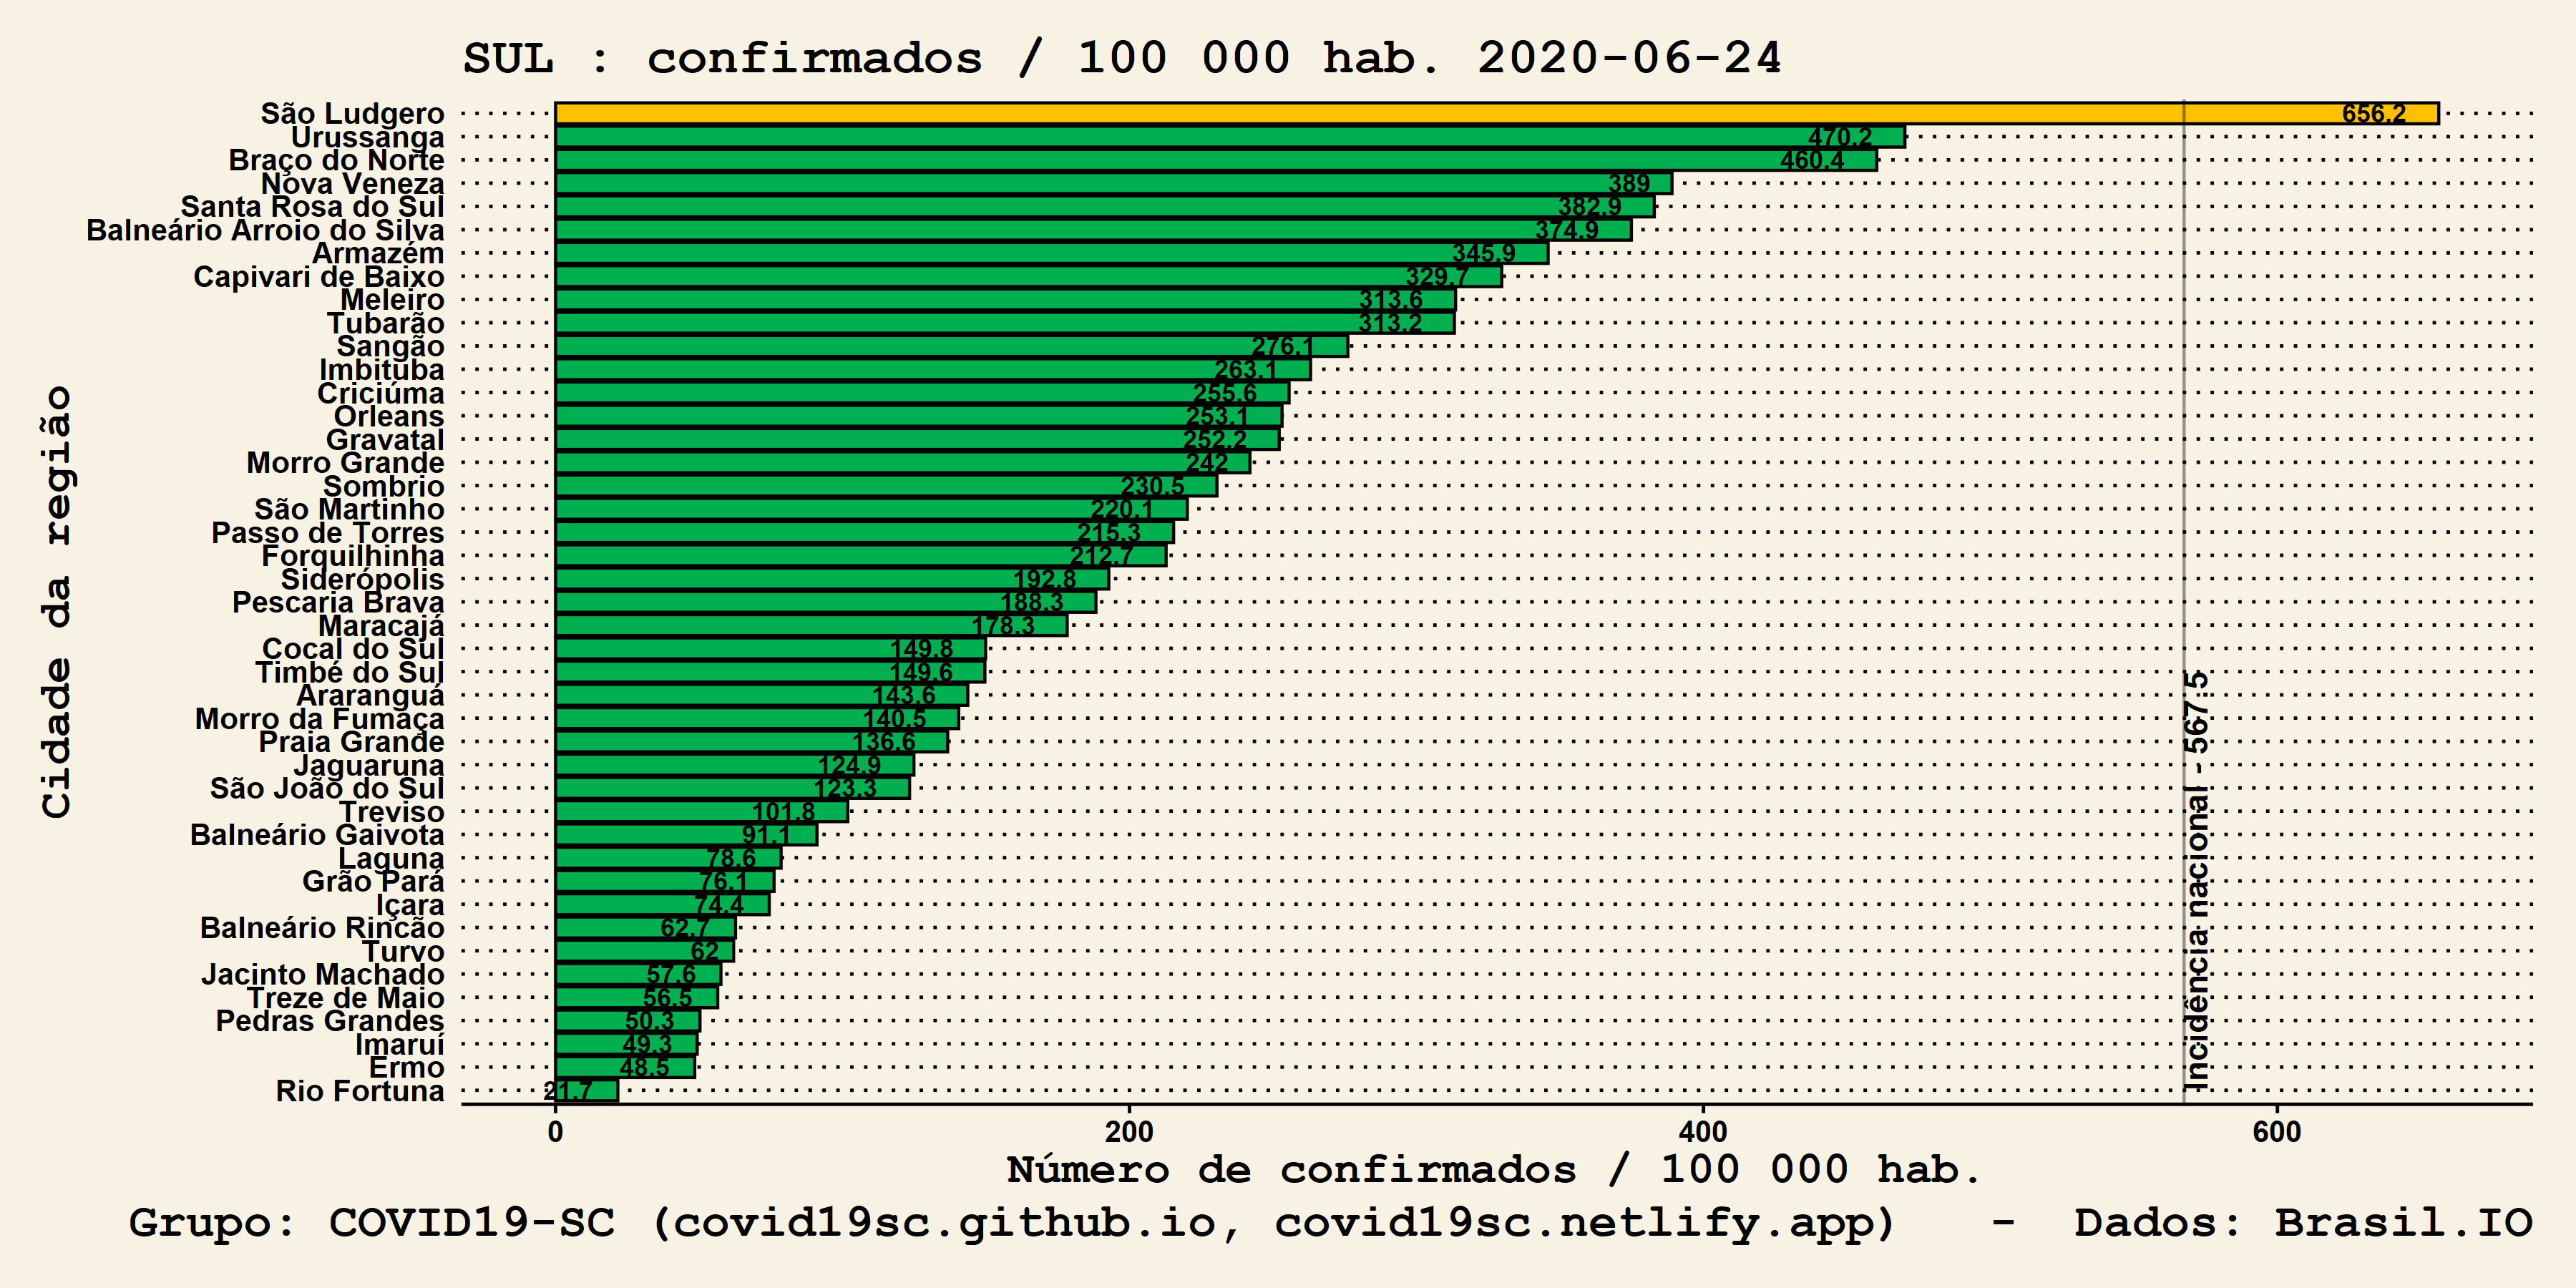 SUL : confirmados / 100 000 hab. 2020-06-24
Cidade da região
São Ludgero 656.2
Urussanga 470.2
Braço do Norte 460.4
Nova Veneza 389
Santa Rosa do Sul 382.9
Balneário Arroio do Silva 374.9
Armazém 345.9
Capivari de Baixo 329.7
Meleiro 313.6
Tubarão 313.2
Sangão 276.1
Imbituba 263.1
Criciúma 255.6
Orleans 253.1
Gravatal 252.2
Morro Grande 242
Sombrio 230.5
São Martinho 220.1
Passo de Torres 215.3
Forquilhinha 212.7
Siderópolis 192.8
Pescaria Brava 188.3
Maracajá 178.3
Cocal do Sul 149.8
Timbé do Sul 149.6
Araranguá 143.6
Morro da Fumaça 140.5
Praia Grande 136.6
Jaguaruna 124.9
São João do Sul 123.3
Treviso 101.8
Balneário Gaivota 91.1
Laguna 78.6
Grão Pará 76.1
Içara 74.4
Balneário Rincão 62.7
Turvo 62
Jacinto Machado 57.6
Treze de Maio 56.5
Pedras Grandes 50.3
Imaruí 49.3
Ermo 48.5
Rio Fortuna 21.7
Incidência nacional - 567.5
0 200 400 600
Número de confirmados / 100 000 hab.
Grupo: COVID19-SC (covid19sc.github.io, covid19sc.netlify.app) - Dados: Brasil.IO